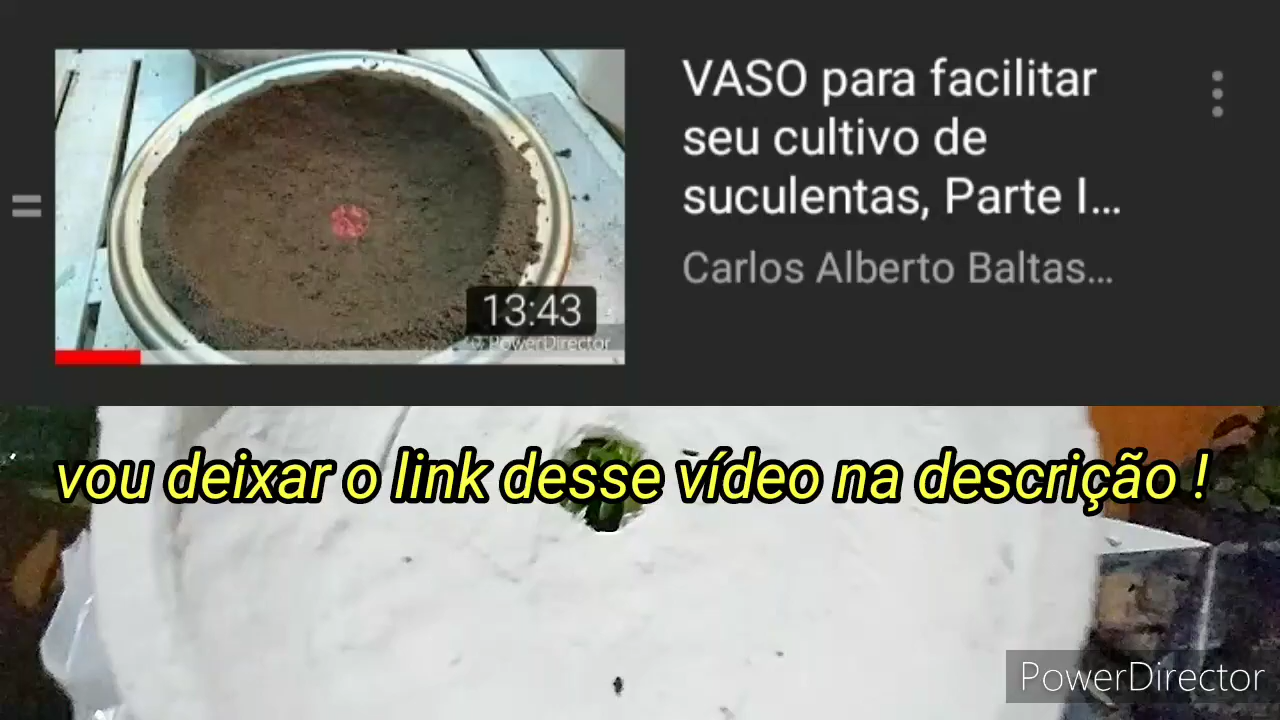 VASO para facilitar
seu cultivo de
suculentas, Parte I...
Carlos Alberto Baltas...
13:43
PowerDirector
vou deixar o link desse vídeo na descrição !
PowerDirector